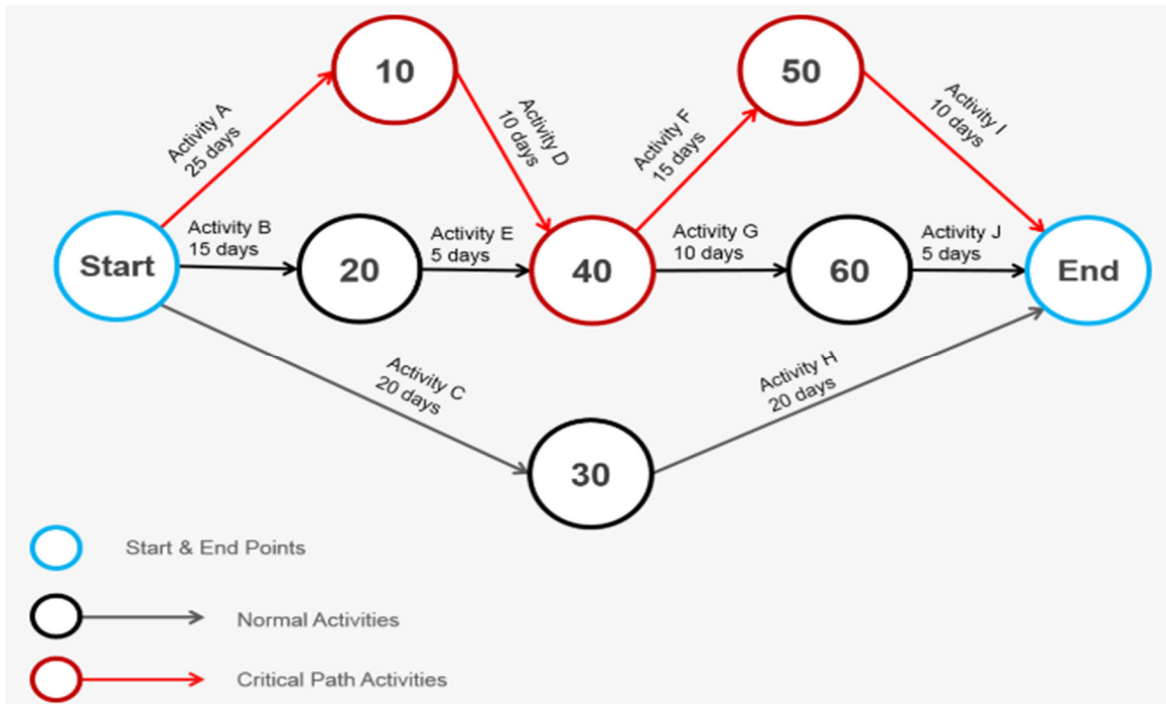 10
50
Activity A
25 days
Activity D
10 days
Activity F
15 days
Activity I
10 days
Start
Activity B
15 days
20
Activity E
5 days
40
Activity G
10 days
60
Activity J
5 days
End
Activity C
20 days
Activity H
20 days
30
Start & End Points
Normal Activities
Critical Path Activities